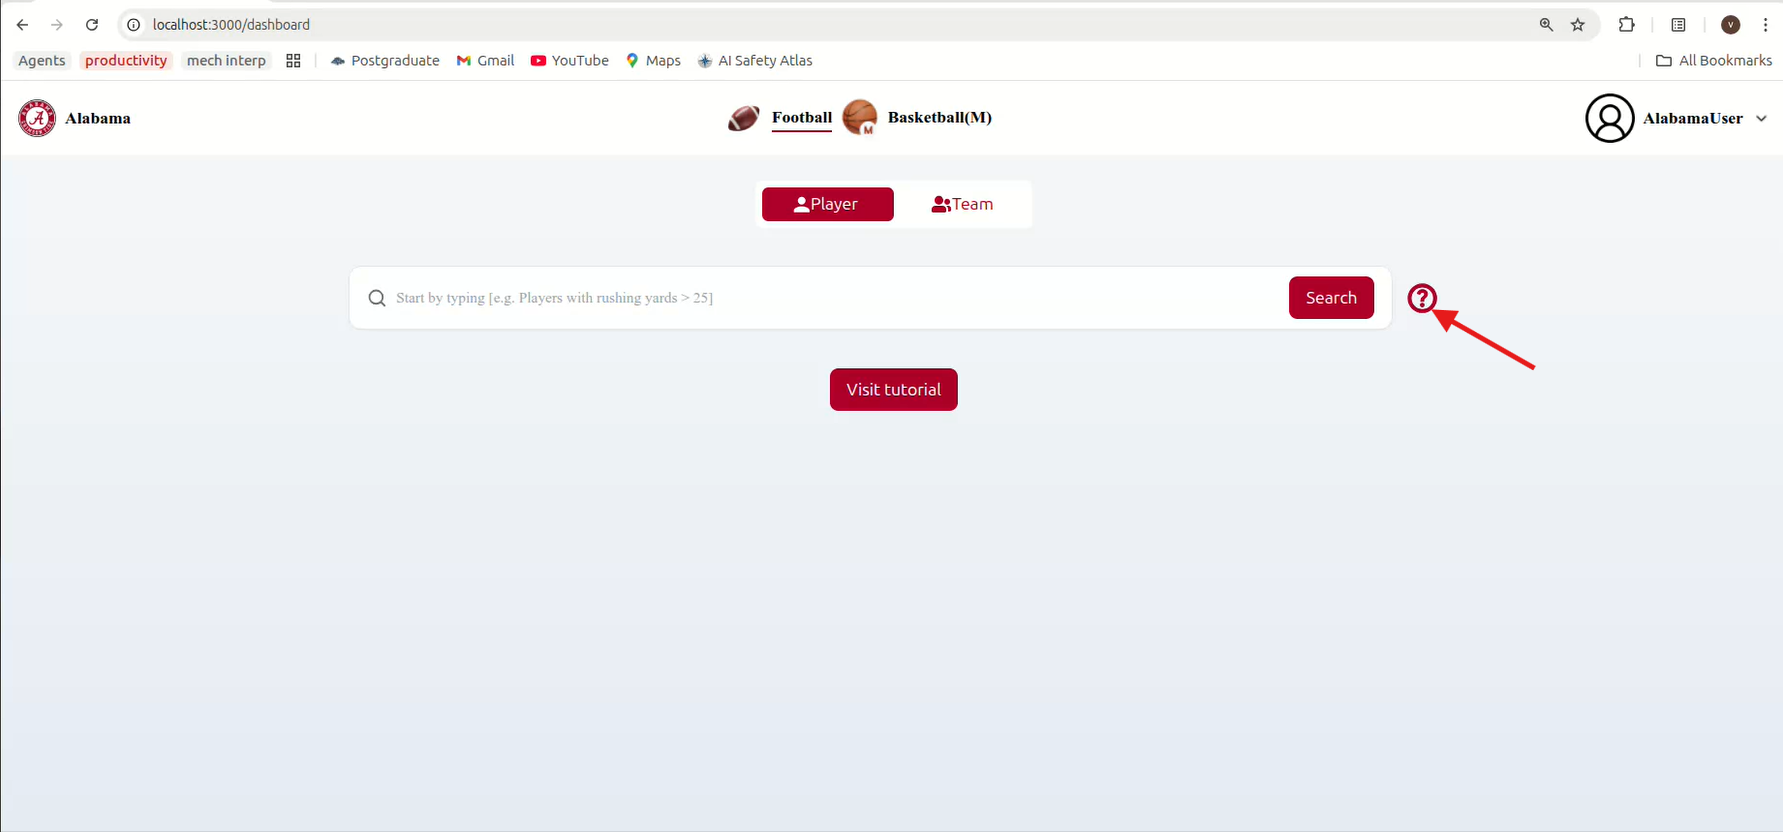 localhost:3000/dashboard
V
Agents productivity mech interp Postgraduate Gmail YouTube Maps AI Safety Atlas All Bookmarks
A Alabama Football M Basketball(M) AlabamaUser
Player Team
Start by typing [e.g. Players with rushing yards > 25] Search ?
Visit tutorial